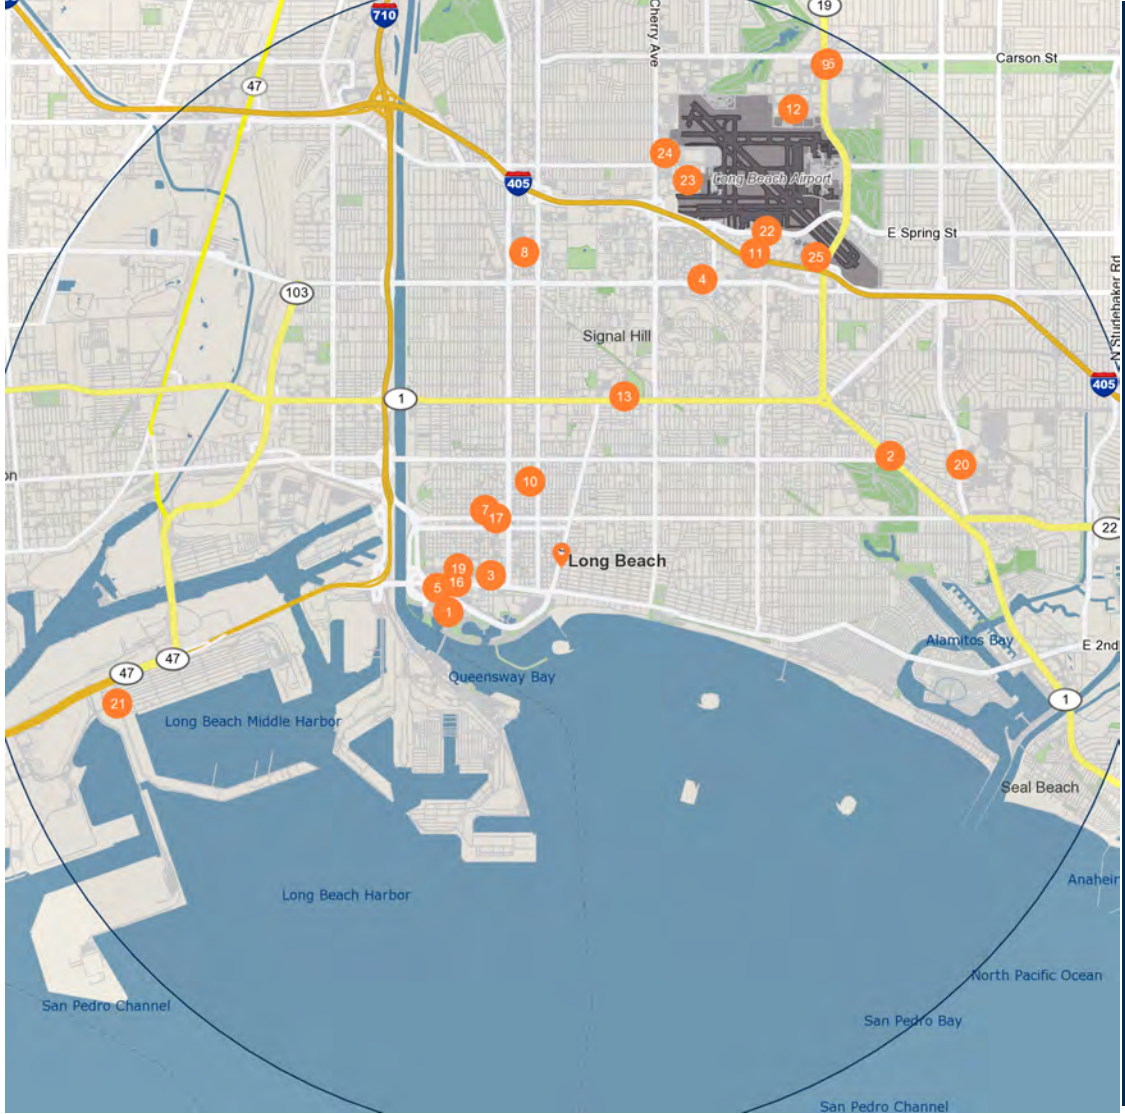 710
19
Cherry Ave
95
Carson St
47
12
24
Long Beach Airport
23
405
22
E Spring St
8
11
25
4
N Studebaker Rd
103
Signal Hill
405
13
1
2
20
on
10
7
17
22
Long Beach
19
3
5
16
1
Alamitos Bay
E 2nd
47
47
Queensway Bay
1
21
Long Beach Middle Harbor
Seal Beach
Anahei
Long Beach Harbor
North Pacific Ocean
San Pedro Channel
San Pedro Bay
San Pedro Channel